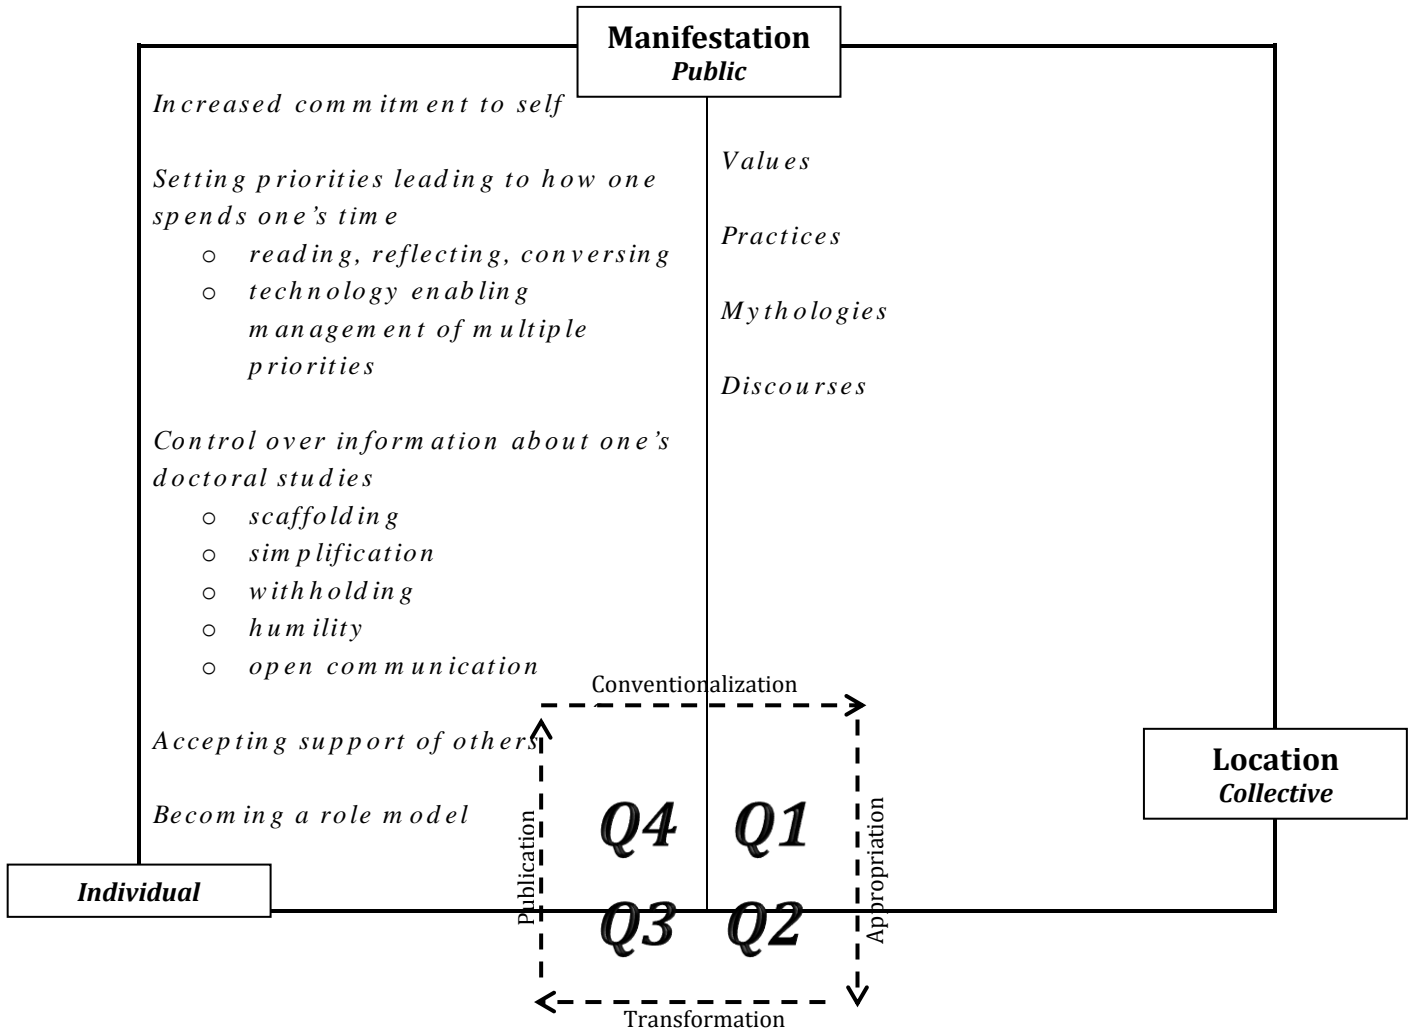 Manifestation
Public
Increased commitment to self
Setting priorities leading to how one
spends one’s time
o reading, reflecting, conversing
o technology enabling
management of multiple
priorities
Control over information about one’s
doctoral studies
o scaffolding
o simplification
o withholding
o humility
o open communication
Accepting support of others
Becoming a role model
Values
Practices
Mythologies
Discourses
Conventionalization
Location
Collective
Individual
Publication
Q4 Q1
Q3 Q2
Appropriation
Transformation